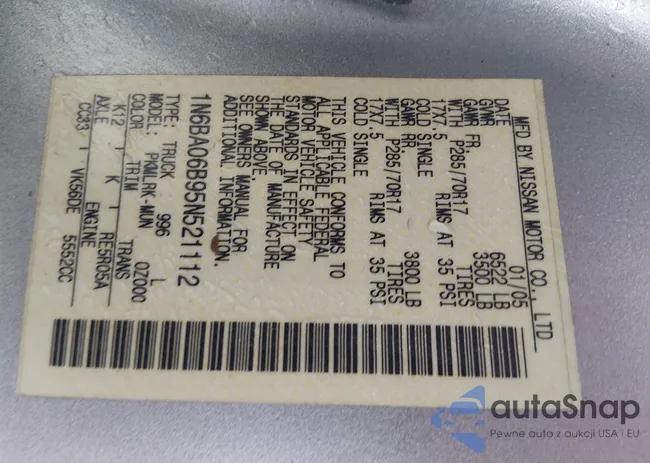 MFD BY NISSAN MOTOR CO., LTD
DATE 01/05
GVWR 6522 LB
GAWR FR. 3500 LB
WITH P285/70R17 TIRES
17X7.5 RIMS AT 35 PSI
COLD SINGLE
GAWR RR 3800 LB
WITH P285/70R17 TIRES
17X7.5 RIMS AT 35 PSI
COLD SINGLE
THIS VEHICLE CONFORMS TO
ALL APPLICABLE FEDERAL
MOTOR VEHICLE SAFETY
STANDARDS IN EFFECT ON
THE DATE OF MANUFACTURE
SHOWN ABOVE.
SEE OWNERS MANUAL FOR
ADDITIONAL INFORMATION.
1N6BA06B95N521112
TYPE: TRUCK 996 L
MODEL: PKMLRK-MUN 0Z000
COLOR TRIM TRANS
K12 K RE5R05A
AXLE ENGINE
CC33 VK56DE 5552CC
autaSnap
Pewne auta z aukcji USA i EU